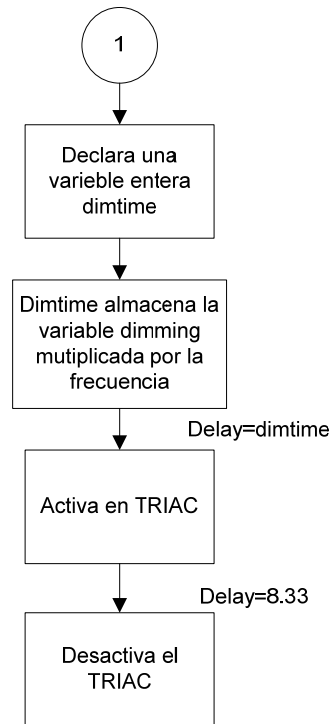 1
Declara una
varieble entera
dimtime
Dimtime almacena la
variable dimming
mutiplicada por la
frecuencia
Delay=dimtime
Activa en TRIAC
Delay=8.33
Desactiva el
TRIAC